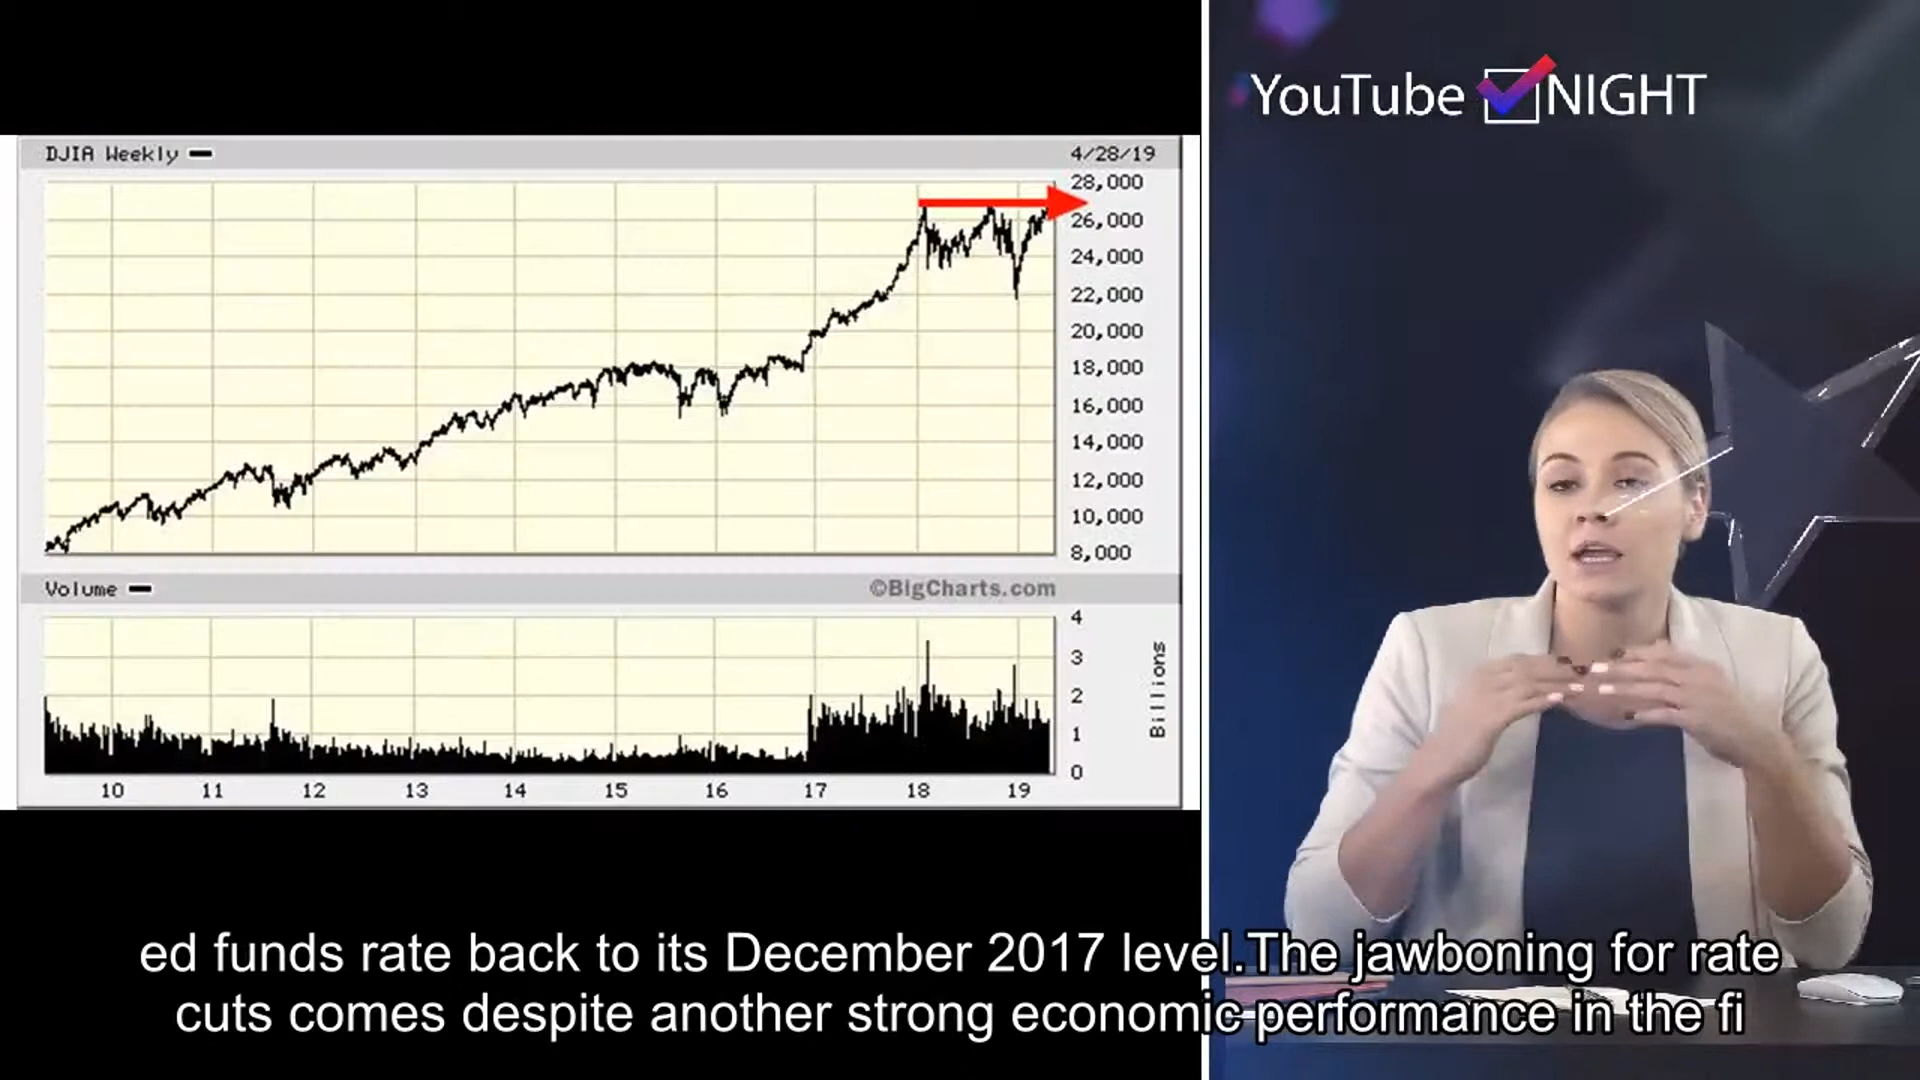 YouTube NIGHT
DJIA Weekly
4/28/19
28,000
26,000
24,000
22,000
20,000
18,000
16,000
14,000
12,000
10,000
8,000
Volume
©BigCharts.com
4
3
2
1
0
Billions
10 11 12 13 14 15 16 17 18 19
ed funds rate back to its December 2017 level.The jawboning for rate
cuts comes despite another strong economic performance in the fi